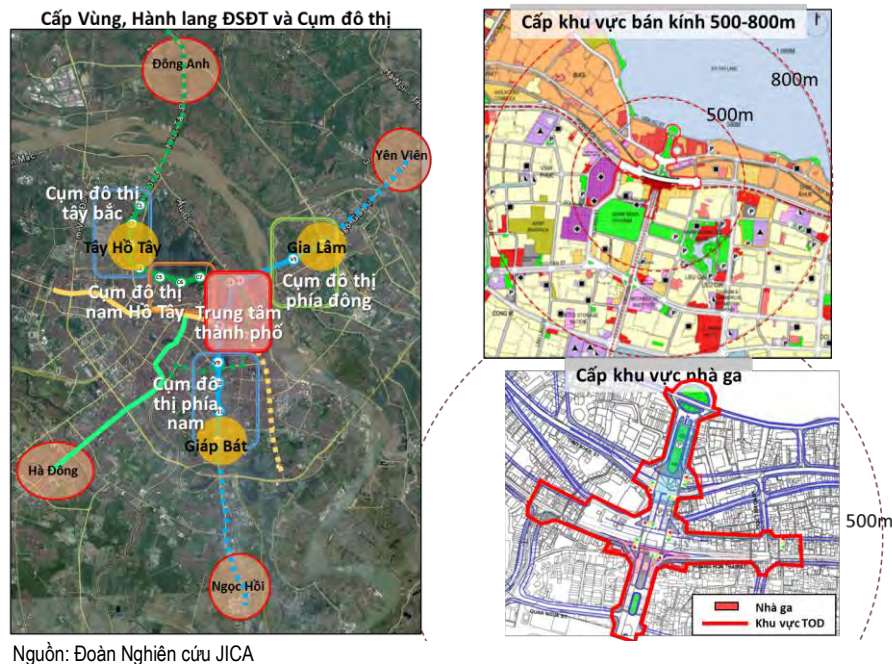 Cấp Vùng, Hành lang ĐSĐT và Cụm đô thị
Đông Anh
Yên Viên
Cụm đô thị
tây bắc
Tây Hồ Tây
Gia Lâm
Cụm đô thị
phía đông
Cụm đô thị
nam Hồ Tây
Trung tâm
thành phố
Cụm đô
thị phía
nam
Giáp Bát
Hà Đông
Ngọc Hồi
Cấp khu vực bán kính 500-800m
800m
500m
Cấp khu vực nhà ga
500m
Nhà ga
Khu vực TOD
Nguồn: Đoàn Nghiên cứu JICA